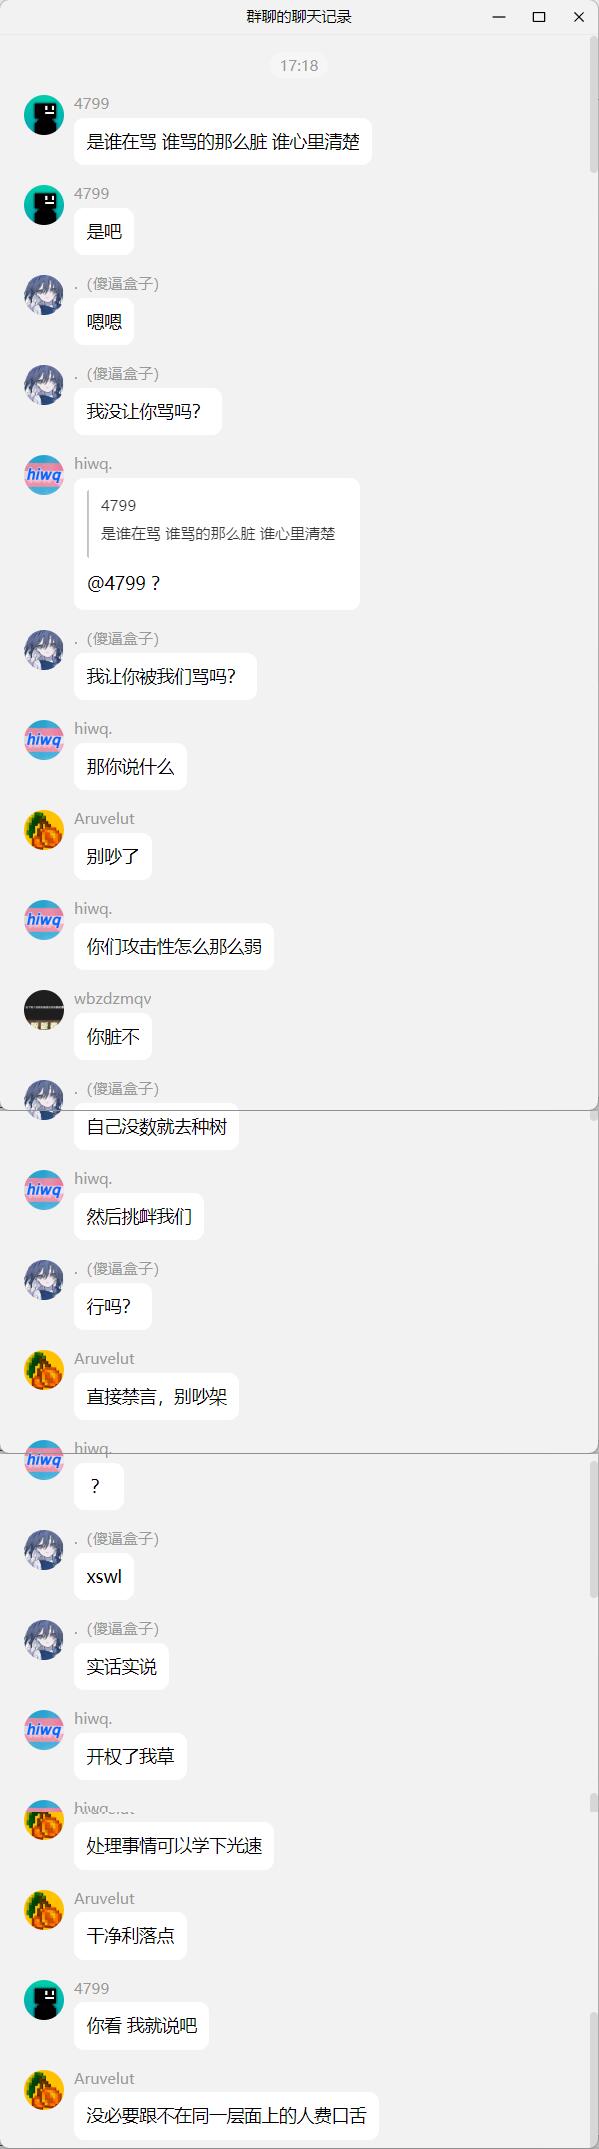 群聊的聊天记录
17:18
4799
是谁在骂 谁骂的那么脏 谁心里清楚
4799
是吧
.  (傻逼盒子)
嗯嗯
.  (傻逼盒子)
我没让你骂吗？
hiwq.
4799
是谁在骂 谁骂的那么脏 谁心里清楚
@4799 ？
.  (傻逼盒子)
我让你被我们骂吗？
hiwq.
那你说什么
Aruvelut
别吵了
hiwq.
你们攻击性怎么那么弱
wbzdzmqv
你脏不
.  (傻逼盒子)
自己没数就去种树
hiwq.
然后挑衅我们
.  (傻逼盒子)
行吗？
Aruvelut
直接禁言，别吵架
hiwq.
？
.  (傻逼盒子)
xswl
.  (傻逼盒子)
实话实说
hiwq.
开权了我草
处理事情可以学下光速
Aruvelut
干净利落点
4799
你看 我就说吧
Aruvelut
没必要跟不在同一层面上的人费口舌